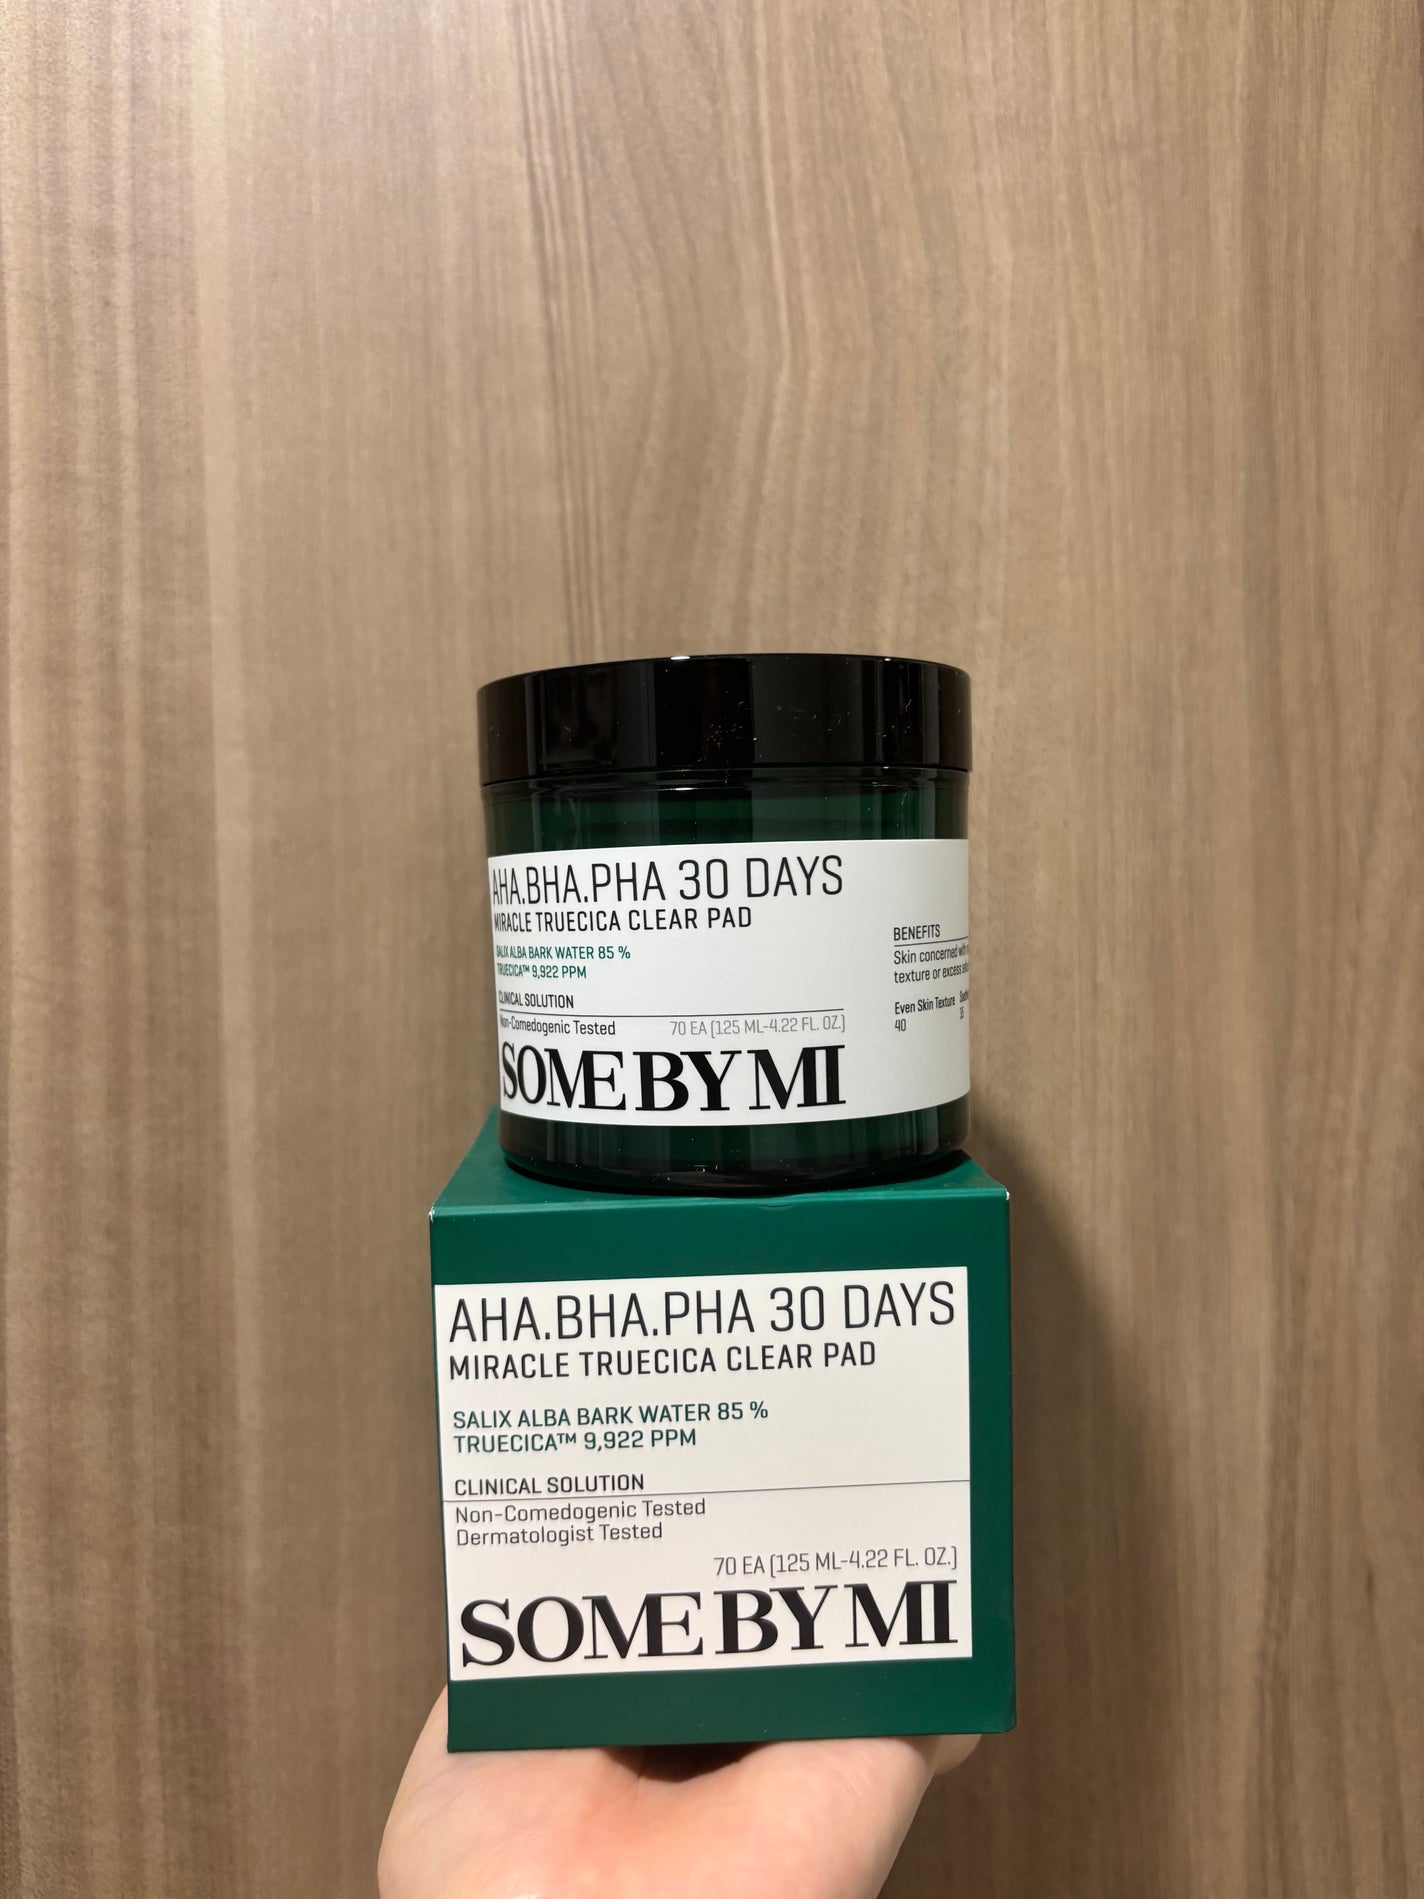 AHA.BHA.PHA 30 DAYS
MIRACLE TRUECICA CLEAR PAD
SALIX ALBA BARK WATER 85 %
TRUECICA™ 9,922 PPM
CLINICAL SOLUTION
Non-Comedogenic Tested
70 EA (125 ML-4.22 FL. OZ.)
SOME BY MI
BENEFITS
Skin concerned with
texture or excess
Even Skin Texture
40
35
AHA.BHA.PHA 30 DAYS
MIRACLE TRUECICA CLEAR PAD
SALIX ALBA BARK WATER 85 %
TRUECICA™ 9,922 PPM
CLINICAL SOLUTION
Non-Comedogenic Tested
Dermatologist Tested
70 EA (125 ML-4.22 FL. OZ.)
SOME BY MI